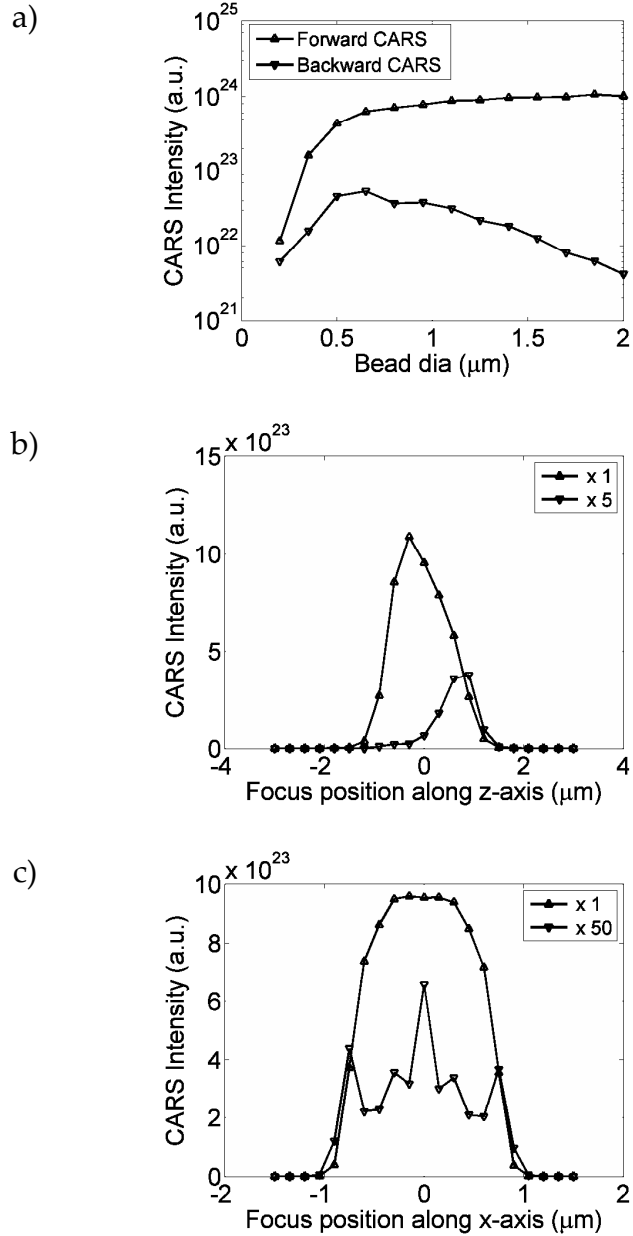 a)
10^25
10^24
10^23
10^22
10^21
CARS Intensity (a.u.)
Forward CARS
Backward CARS
0 0.5 1 1.5 2
Bead dia (μm)
b)
x 10^23
15
10
5
0
CARS Intensity (a.u.)
x 1
x 5
-4 -2 0 2 4
Focus position along z-axis (μm)
c)
x 10^23
10
8
6
4
2
0
CARS Intensity (a.u.)
x 1
x 50
-2 -1 0 1 2
Focus position along x-axis (μm)